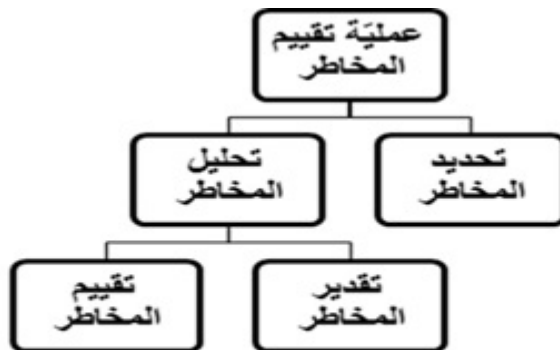 عمليّة تقييم
المخاطر
تحديد
المخاطر
تحليل
المخاطر
تقدير
المخاطر
تقييم
المخاطر